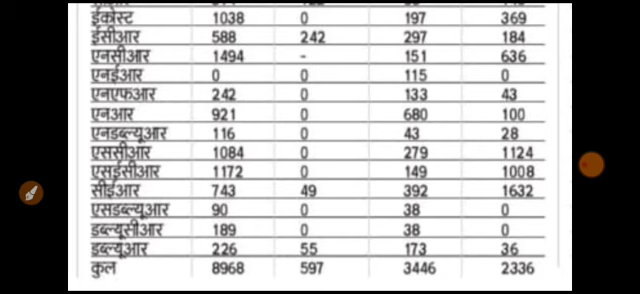 ईकोस्ट 1038 0 197 369
ईसीआर 588 242 297 184
एनसीआर 1494 - 151 636
एनईआर 0 0 115 0
एनएफआर 242 0 133 43
एनआर 921 0 680 100
एनडब्ल्यूआर 116 0 43 28
एससीआर 1084 0 279 1124
एसईसीआर 1172 0 149 1008
सीईआर 743 49 392 1632
एसडब्ल्यूआर 90 0 38 0
डब्ल्यूसीआर 189 0 38 0
डब्ल्यूआर 226 55 173 36
कुल 8968 597 3446 2336